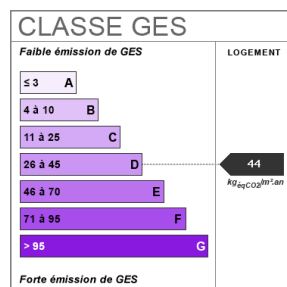 CLASSE GES
Faible émission de GES
LOGEMENT
≤ 3 A
4 à 10 B
11 à 25 C
26 à 45 D
44
kgéqCO2/m².an
46 à 70 E
71 à 95 F
> 95 G
Forte émission de GES